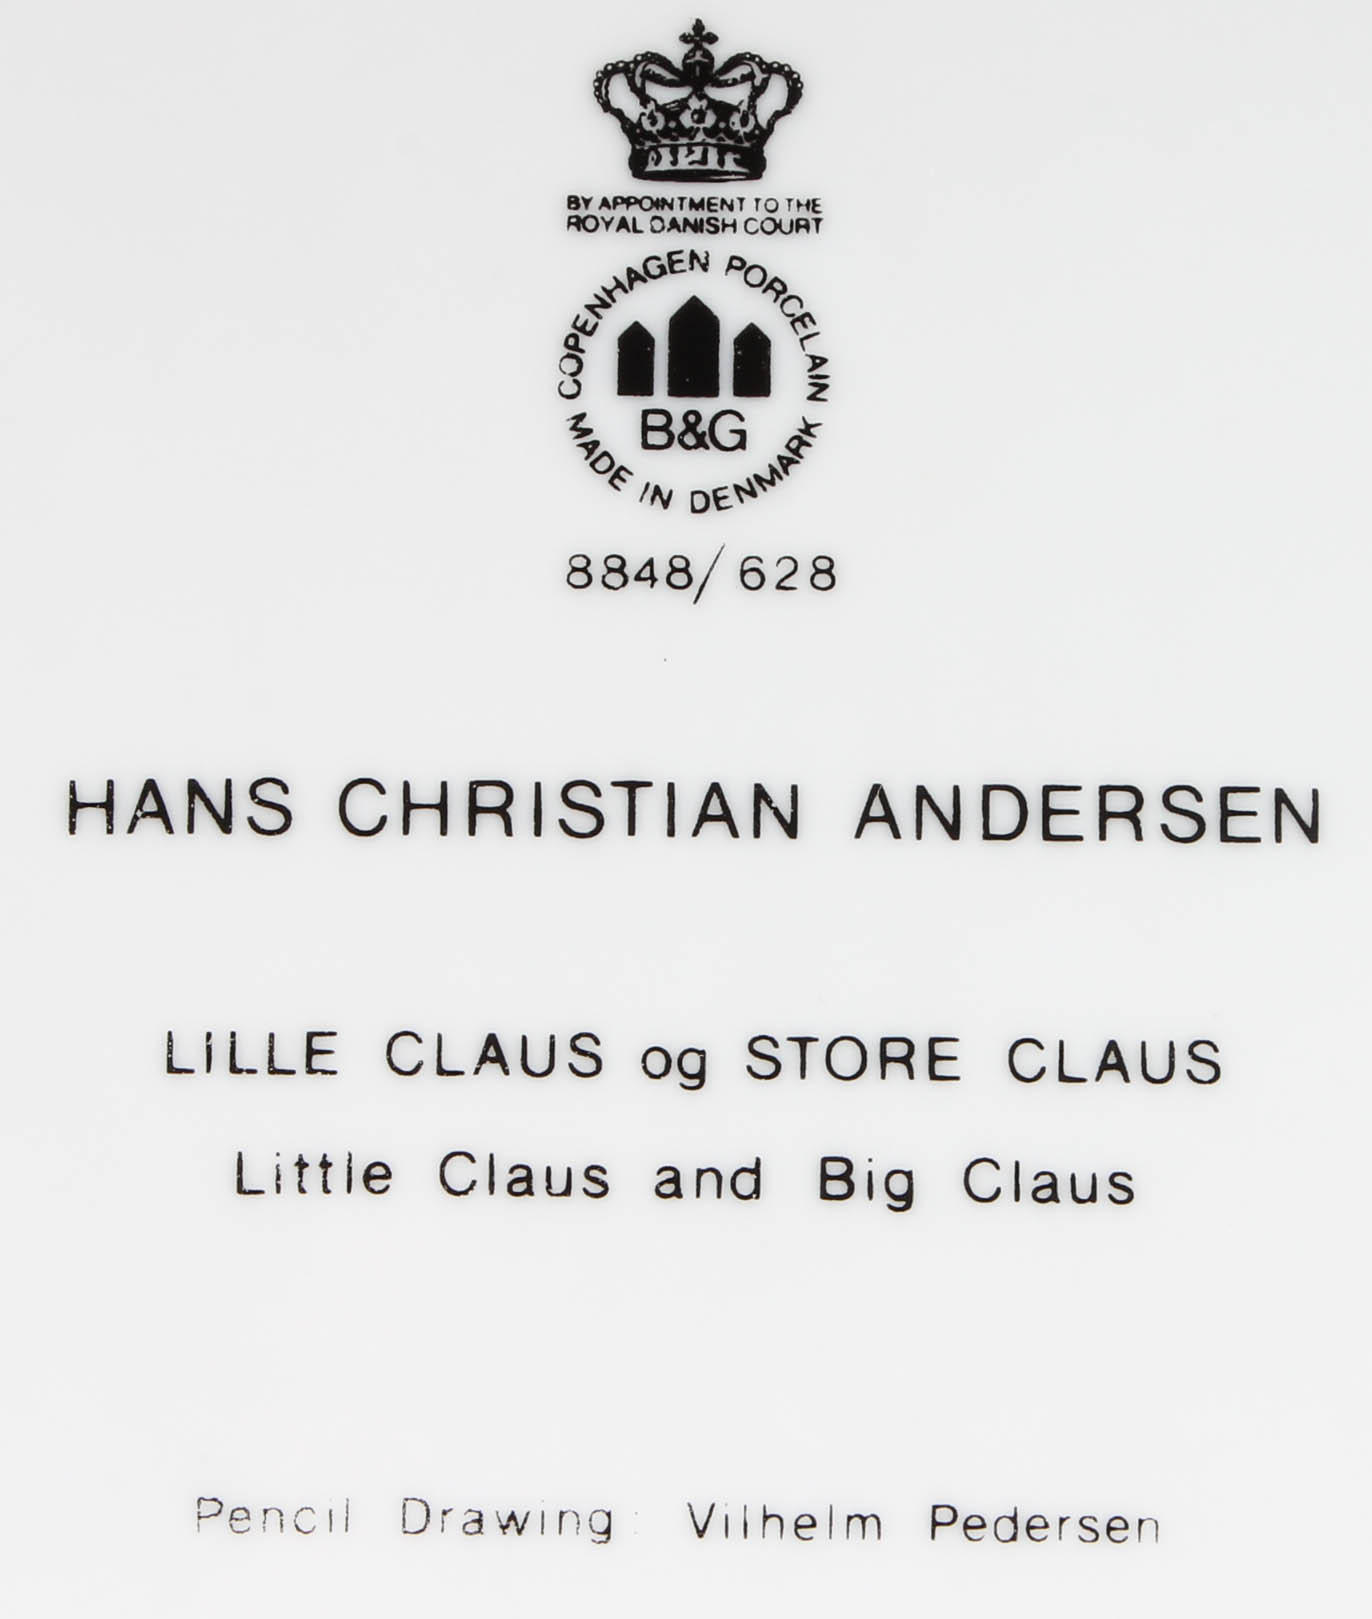 BY APPOINTMENT TO THE
ROYAL DANISH COURT
COPENHAGEN PORCELAIN
B&G
MADE IN DENMARK
8848/628
HANS CHRISTIAN ANDERSEN
LILLE CLAUS og STORE CLAUS
Little Claus and Big Claus
Pencil Drawing: Vilhelm Pedersen